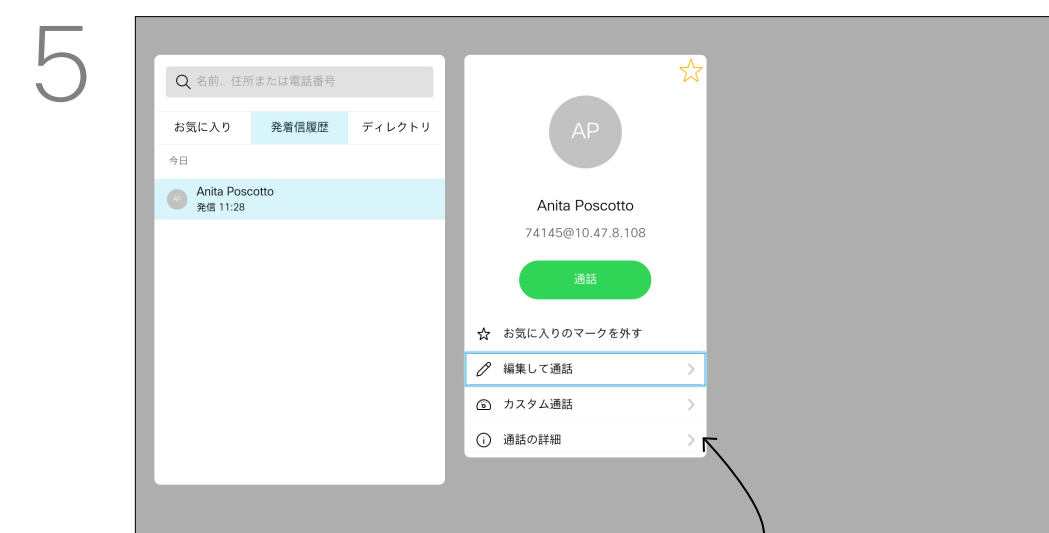 5
名前、住所または電話番号
お気に入り 発着信履歴 ディレクトリ
今日
AP
Anita Poscotto
発信 11:28
AP
Anita Poscotto
74145@10.47.8.108
通話
お気に入りのマークを外す
編集して通話
カスタム通話
通話の詳細